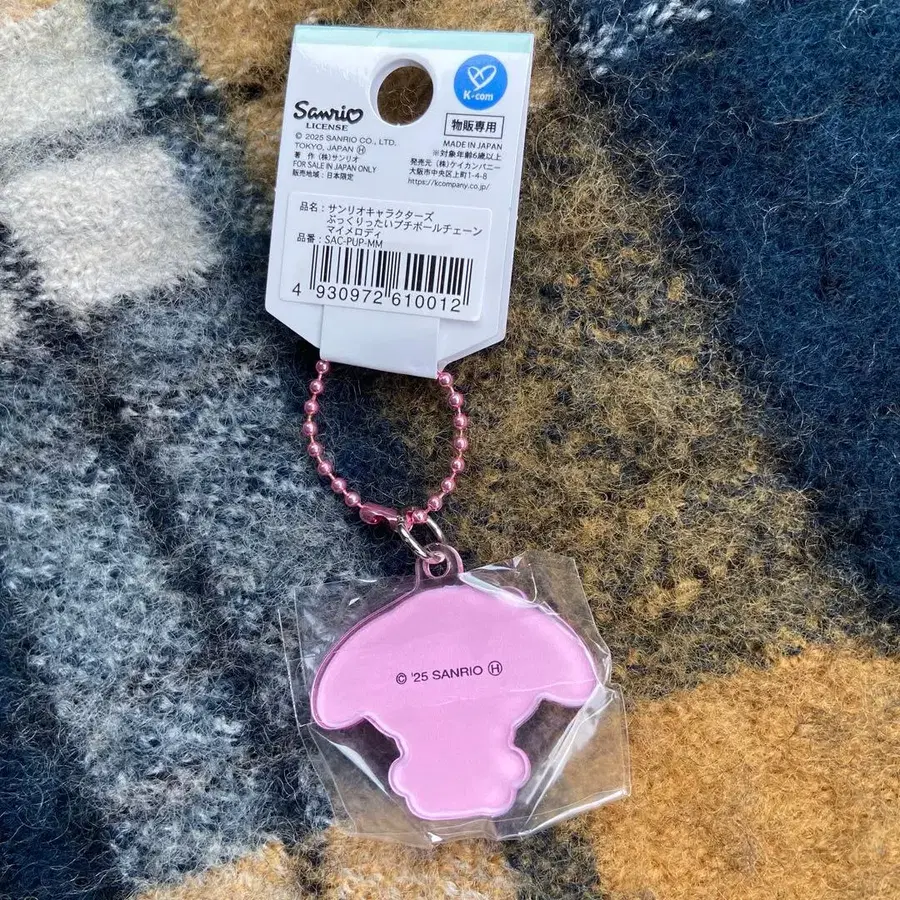 Sanrio
LICENSE
© 2025 SANRIO CO., LTD.
TOKYO, JAPAN Ⓗ
著 作 (株)サンリオ
FOR SALE IN JAPAN ONLY
販売地域：日本限定
K-com
物販専用
MADE IN JAPAN
※対象年齢6歳以上
発売元 (株)ケイカンパニー
大阪市中央区上町1-4-8
https://kcompany.co.jp/
品名：サンリオキャラクターズ
ぷっくりったいプチボールチェーン
マイメロディ
品番：SAC-PUP-MM
4 930972 610012
© '25 SANRIO Ⓗ